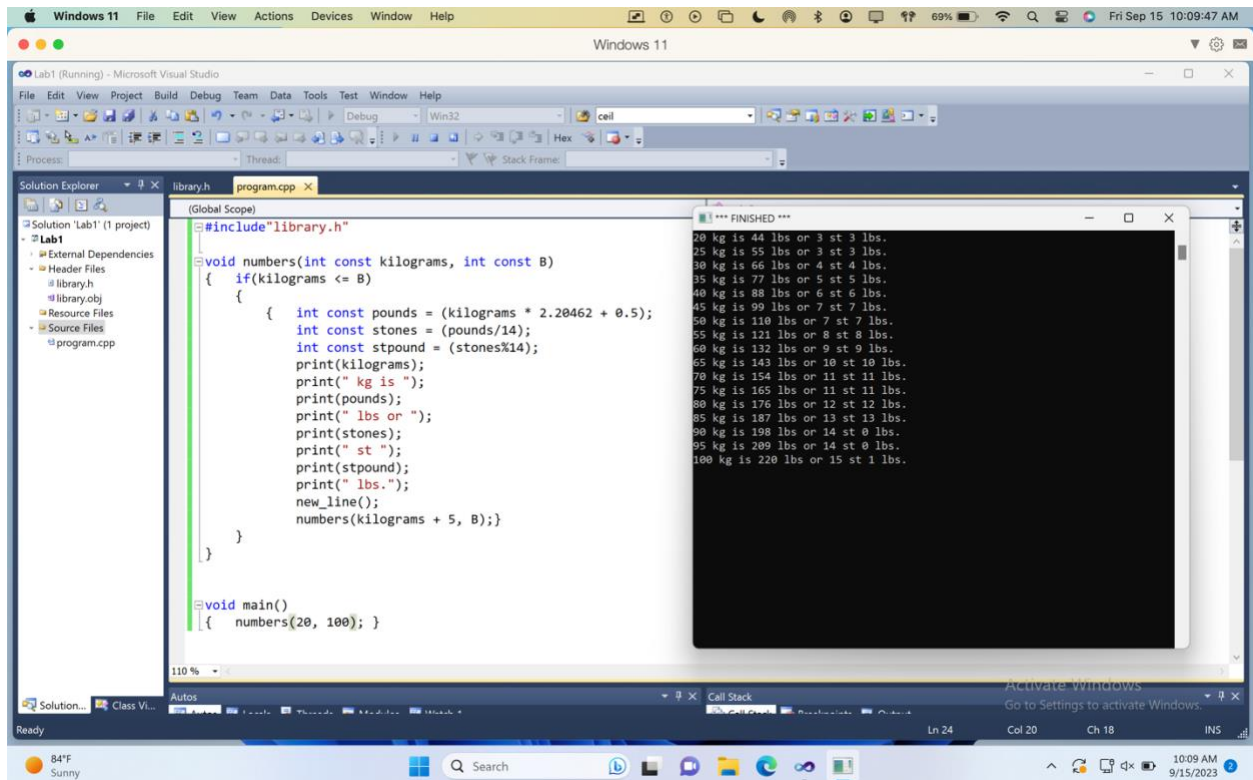 Windows 11 File Edit View Actions Devices Window Help 69% Fri Sep 15 10:09:47 AM
Windows 11
Lab1 (Running) - Microsoft Visual Studio
File Edit View Project Build Debug Team Data Tools Test Window Help
Debug Win32 ceil
Hex
Process: Thread: Stack Frame:
Solution Explorer
Solution 'Lab1' (1 project)
Lab1
External Dependencies
Header Files
library.h
library.obj
Resource Files
Source Files
program.cpp
Solution... Class Vi...
library.h program.cpp
(Global Scope)
#include"library.h"
void numbers(int const kilograms, int const B)
{ if(kilograms <= B)
{
{ int const pounds = (kilograms * 2.20462 + 0.5);
int const stones = (pounds/14);
int const stpound = (stones%14);
print(kilograms);
print(" kg is ");
print(pounds);
print(" lbs or ");
print(stones);
print(" st ");
print(stpound);
print(" lbs.");
new_line();
numbers(kilograms + 5, B);}
}
}
void main()
{ numbers(20, 100); }
110 %
*** FINISHED ***
20 kg is 44 lbs or 3 st 3 lbs.
25 kg is 55 lbs or 3 st 3 lbs.
30 kg is 66 lbs or 4 st 4 lbs.
35 kg is 77 lbs or 5 st 5 lbs.
40 kg is 88 lbs or 6 st 6 lbs.
45 kg is 99 lbs or 7 st 7 lbs.
50 kg is 110 lbs or 7 st 7 lbs.
55 kg is 121 lbs or 8 st 8 lbs.
60 kg is 132 lbs or 9 st 9 lbs.
65 kg is 143 lbs or 10 st 10 lbs.
70 kg is 154 lbs or 11 st 11 lbs.
75 kg is 165 lbs or 11 st 11 lbs.
80 kg is 176 lbs or 12 st 12 lbs.
85 kg is 187 lbs or 13 st 13 lbs.
90 kg is 198 lbs or 14 st 0 lbs.
95 kg is 209 lbs or 14 st 0 lbs.
100 kg is 220 lbs or 15 st 1 lbs.
Autos Call Stack
Activate Windows
Go to Settings to activate Windows.
Ready Ln 24 Col 20 Ch 18 INS
84°F
Sunny
Search
10:09 AM
9/15/2023 2